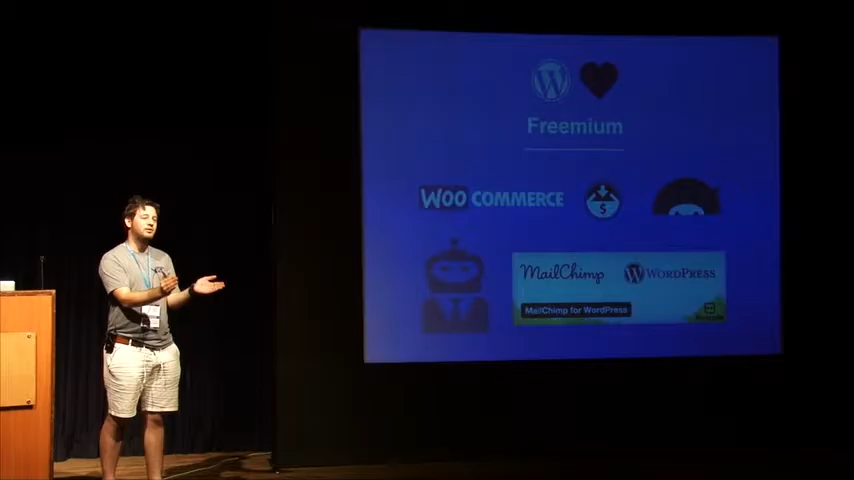 Freemium
WOO COMMERCE
$
MailChimp
WORDPRESS
MailChimp for WordPress